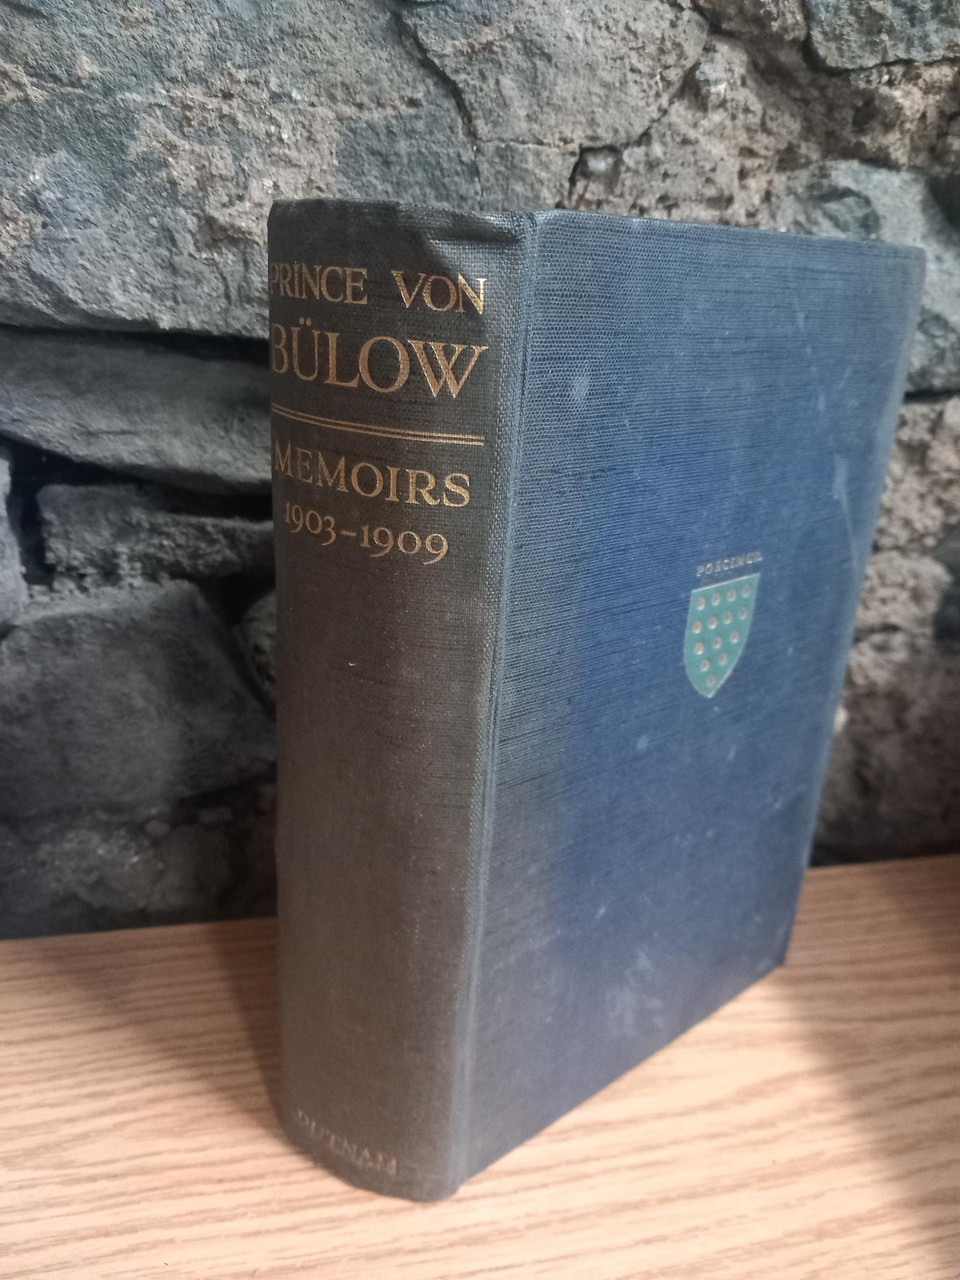 PRINCE VON
BÜLOW
MEMOIRS
1903–1909
PUTNAM